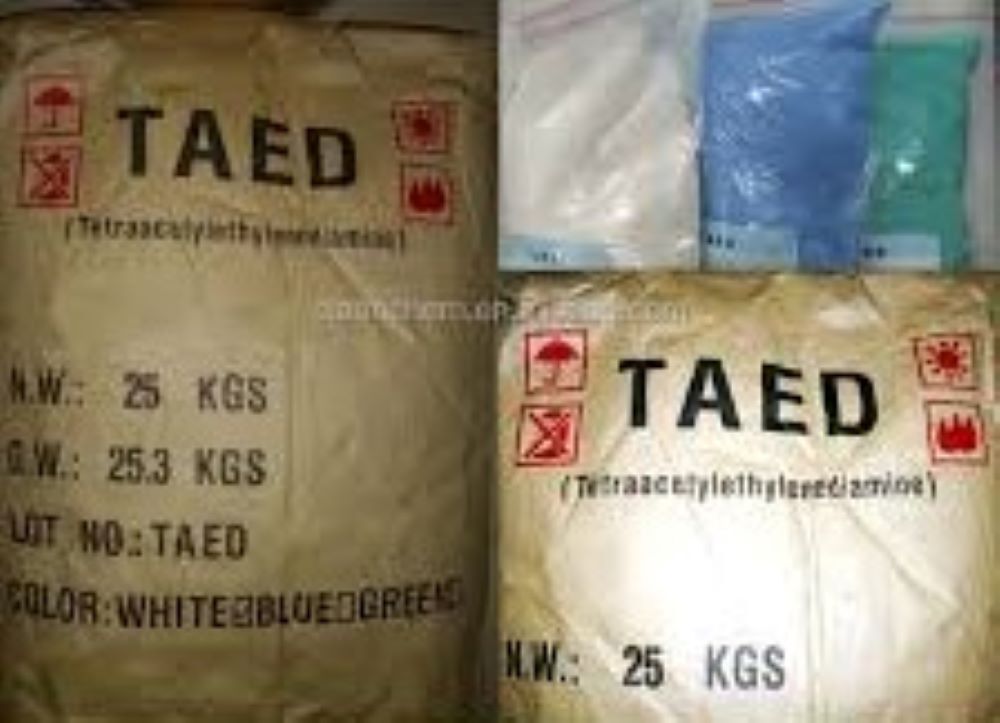 TAED
(Tetraacetylethylenediamine)
N.W.: 25 KGS
G.W.: 25.3 KGS
LOT NO.: TAED
COLOR: WHITE☑BLUE□GREEN□
TAED
(Tetraacetylethylenediamine)
N.W.: 25 KGS